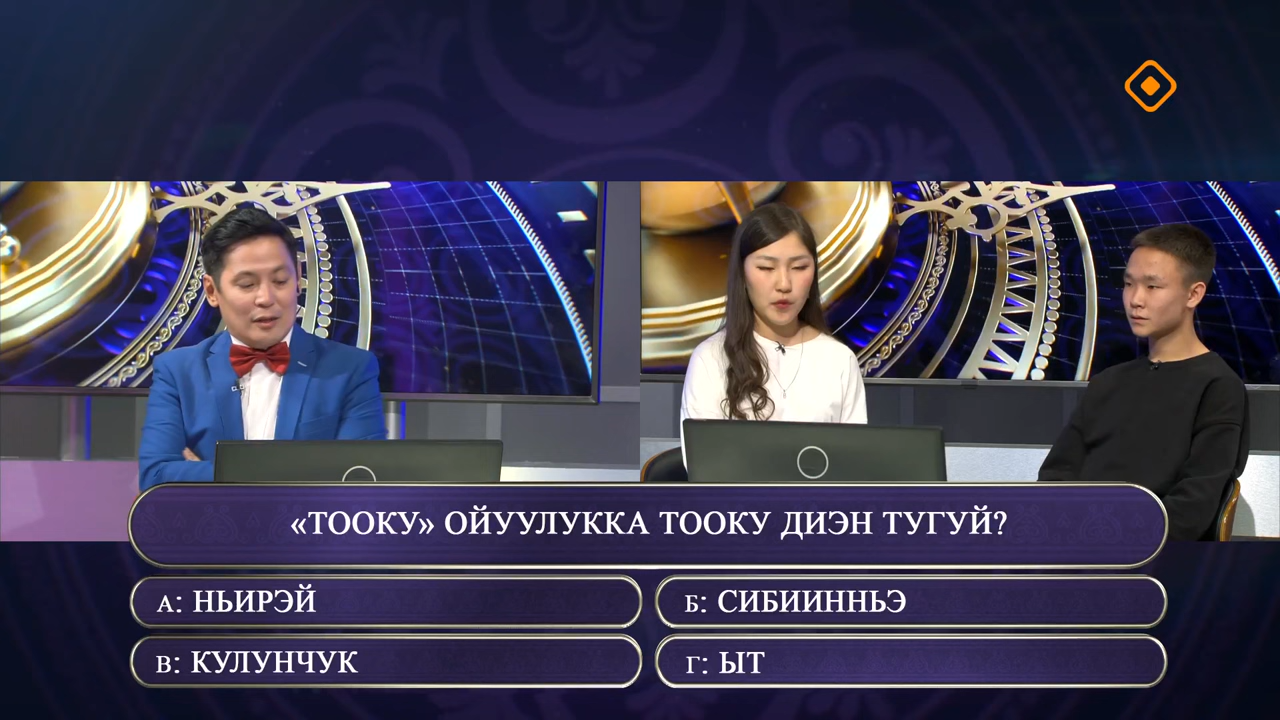 «ТООКУ» ОЙУУЛУККА ТООКУ ДИЭН ТУГУЙ?
А: НЬИРЭЙ
Б: СИБИИННЬЭ
В: КУЛУНЧУК
Г: ЫТ